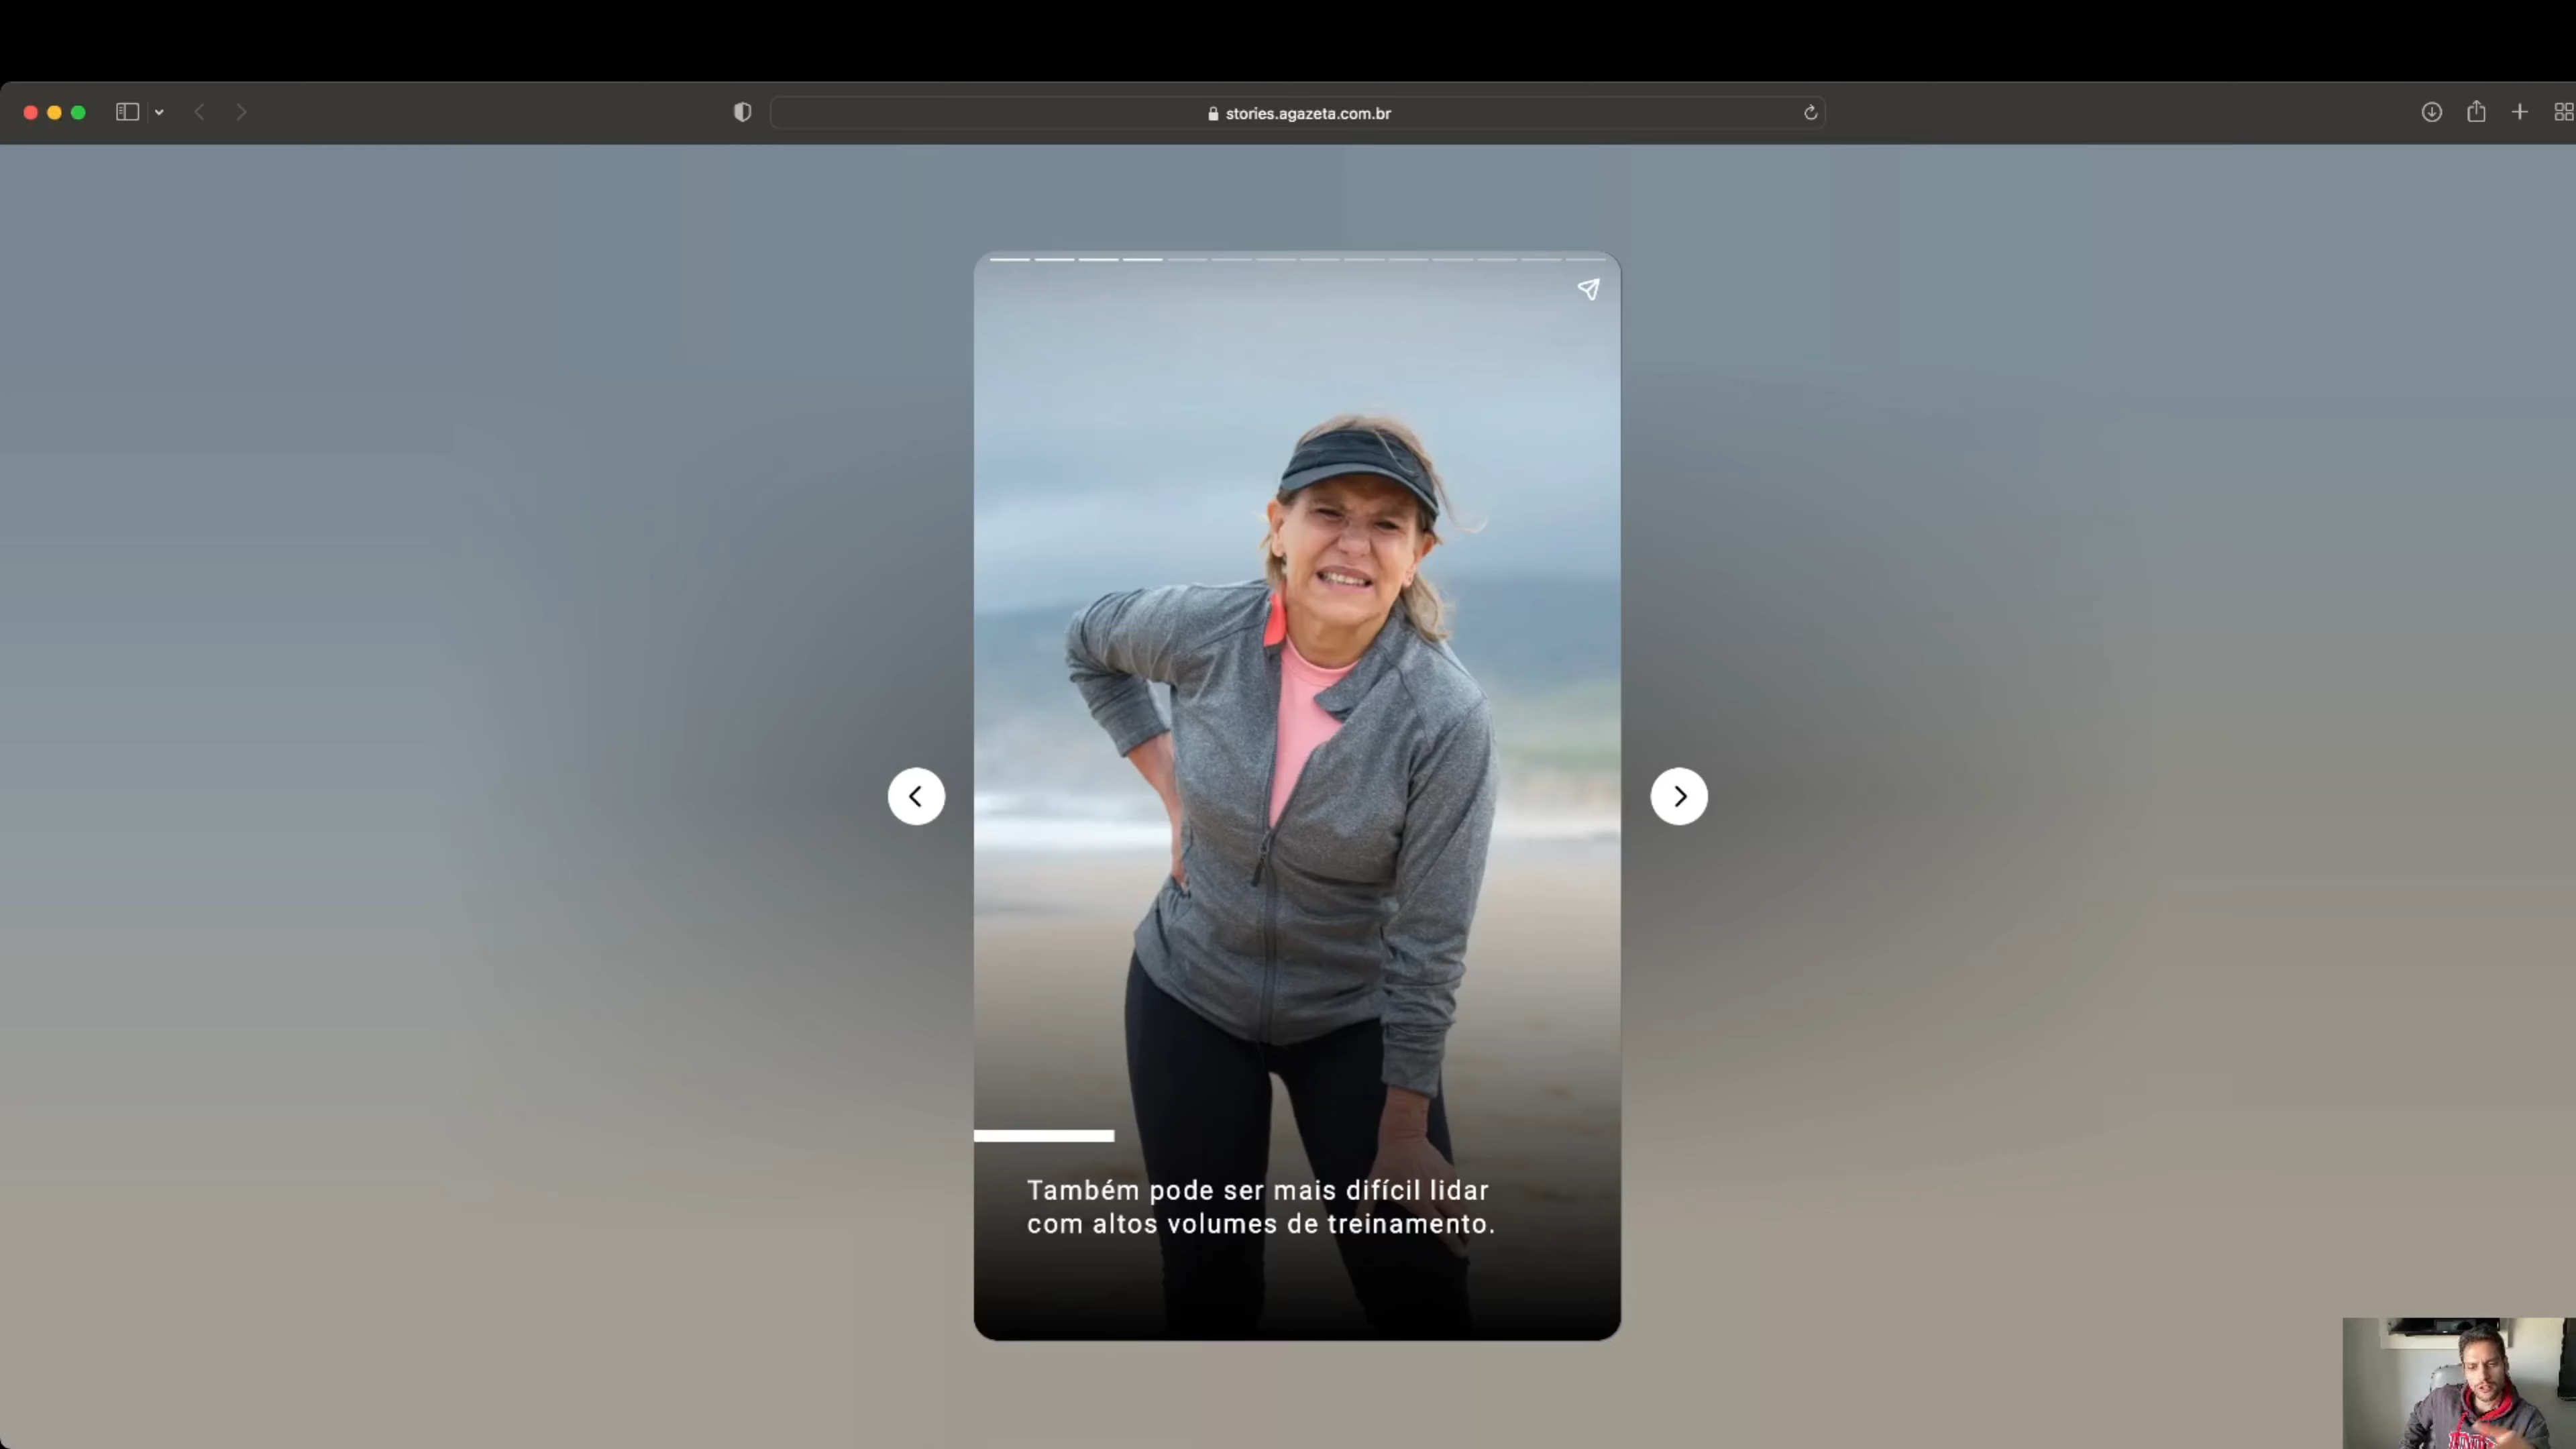 stories.agazeta.com.br
Também pode ser mais difícil lidar
com altos volumes de treinamento.